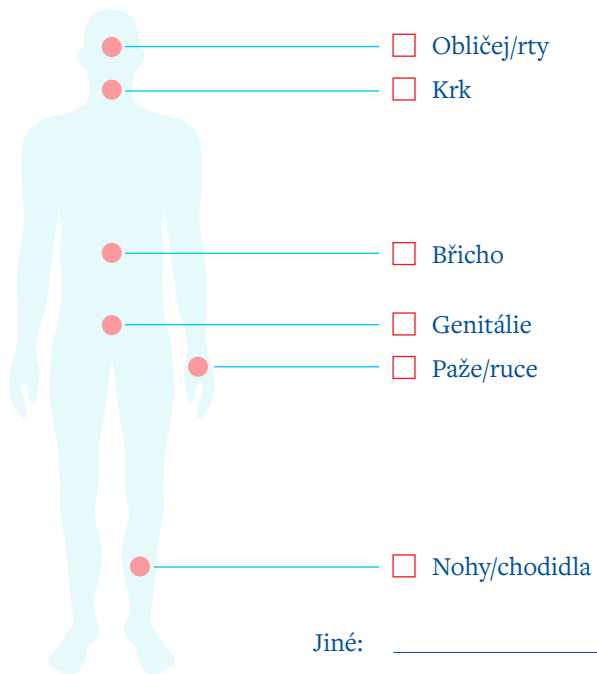 Obličej/rty
Krk
Břicho
Genitálie
Paže/ruce
Nohy/chodidla
Jiné: